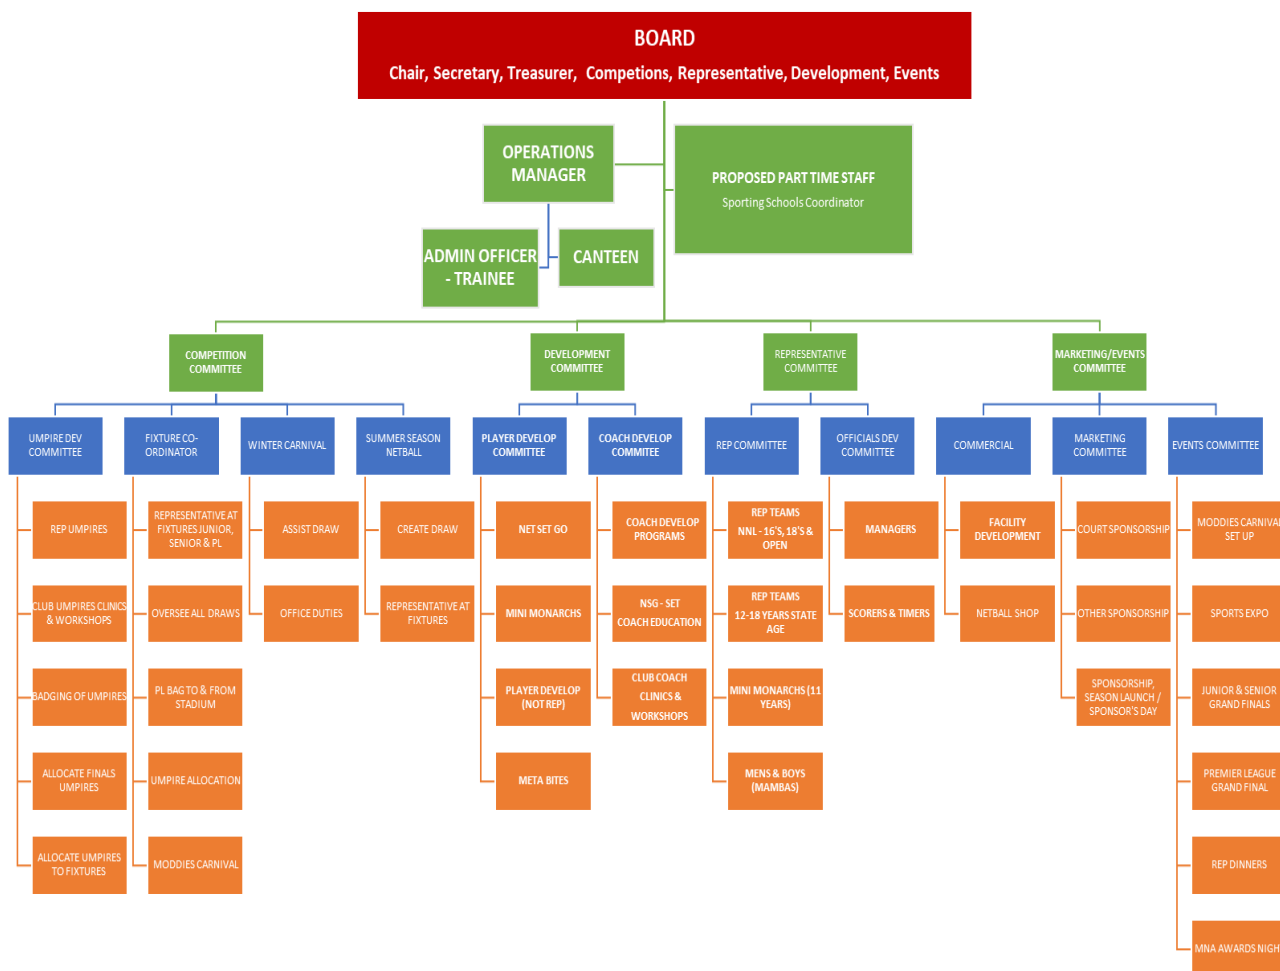 BOARD
Chair, Secretary, Treasurer, Competions, Representative, Development, Events
OPERATIONS
MANAGER
PROPOSED PART TIME STAFF
Sporting Schools Coordinator
ADMIN OFFICER
- TRAINEE
CANTEEN
COMPETITION
COMMITTEE
DEVELOPMENT
COMMITTEE
REPRESENTATIVE
COMMITTEE
MARKETING/EVENTS
COMMITTEE
UMPIRE DEV
COMMITTEE
FIXTURE CO-
ORDINATOR
WINTER CARNIVAL
SUMMER SEASON
NETBALL
PLAYER DEVELOP
COMMITTEE
COACH DEVELOP
COMMITEE
REP COMMITTEE
OFFICIALS DEV
COMMITTEE
COMMERCIAL
MARKETING
COMMITTEE
EVENTS COMMITTEE
REP UMPIRES
REPRESENTATIVE AT
FIXTURES JUNIOR,
SENIOR & PL
ASSIST DRAW
CREATE DRAW
NET SET GO
COACH DEVELOP
PROGRAMS
REP TEAMS
NNL - 16'S, 18'S &
OPEN
MANAGERS
FACILITY
DEVELOPMENT
COURT SPONSORSHIP
MODDIES CARNIVAL
SET UP
CLUB UMPIRES CLINICS
& WORKSHOPS
OVERSEE ALL DRAWS
OFFICE DUTIES
REPRESENTATIVE AT
FIXTURES
MINI MONARCHS
NSG - SET
COACH EDUCATION
REP TEAMS
12-18 YEARS STATE
AGE
SCORERS & TIMERS
NETBALL SHOP
OTHER SPONSORSHIP
SPORTS EXPO
BADGING OF UMPIRES
PL BAG TO & FROM
STADIUM
PLAYER DEVELOP
(NOT REP)
CLUB COACH
CLINICS &
WORKSHOPS
MINI MONARCHS (11
YEARS)
SPONSORSHIP,
SEASON LAUNCH /
SPONSOR'S DAY
JUNIOR & SENIOR
GRAND FINALS
ALLOCATE FINALS
UMPIRES
UMPIRE ALLOCATION
META BITES
MENS & BOYS
(MAMBAS)
PREMIER LEAGUE
GRAND FINAL
ALLOCATE UMPIRES
TO FIXTURES
MODDIES CARNIVAL
REP DINNERS
MNA AWARDS NIGH